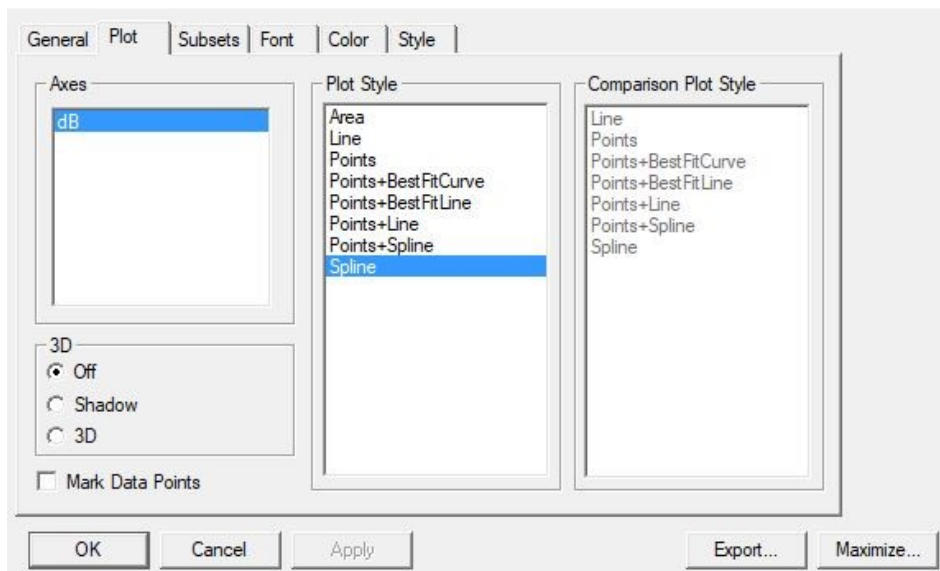 General Plot Subsets Font Color Style
Axes
dB
3D
Off
Shadow
3D
Mark Data Points
Plot Style
Area
Line
Points
Points+BestFitCurve
Points+BestFitLine
Points+Line
Points+Spline
Spline
Comparison Plot Style
Line
Points
Points+BestFitCurve
Points+BestFitLine
Points+Line
Points+Spline
Spline
OK Cancel Apply Export... Maximize...